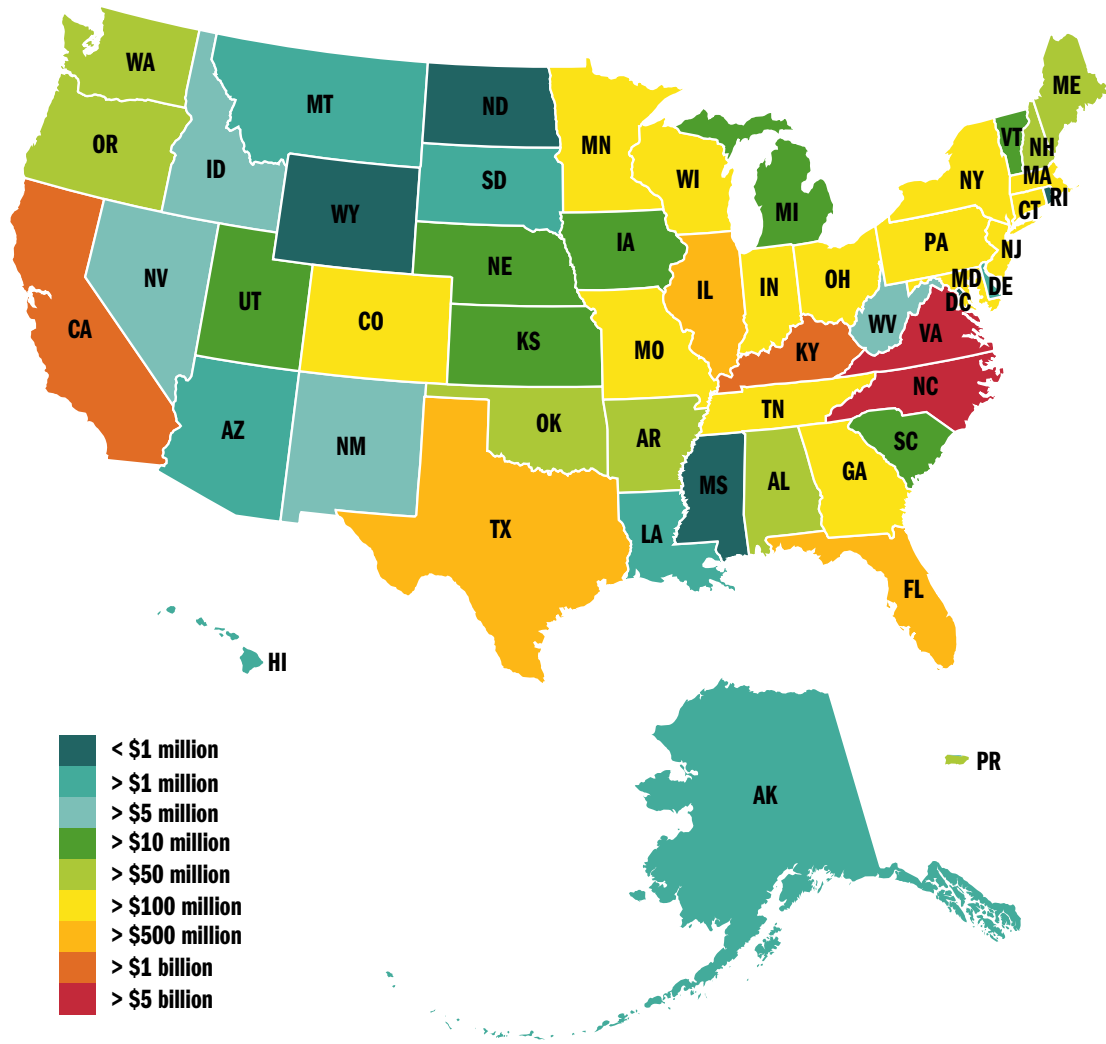 WA
MT
ND
MN
ME
OR
ID
SD
WI
VT
NH
NY
MA
WY
MI
CT
RI
IA
PA
NJ
NV
UT
NE
IL
IN
OH
MD
DE
DC
CA
CO
KS
MO
WV
VA
KY
NC
AZ
NM
OK
AR
TN
SC
TX
LA
MS
AL
GA
FL
HI
AK
PR
< $1 million
> $1 million
> $5 million
> $10 million
> $50 million
> $100 million
> $500 million
> $1 billion
> $5 billion